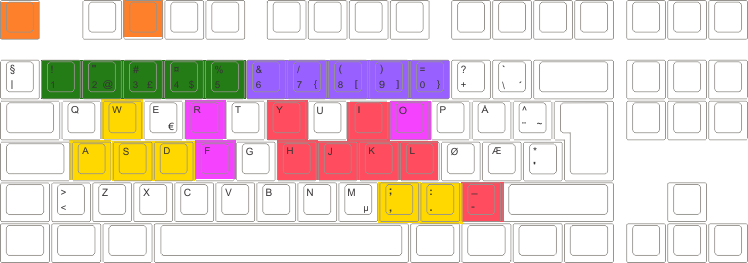 § ! " # ¤ % & / ( ) = ? `
| 1 2 @ 3 £ 4 $ 5 6 7 { 8 [ 9 ] 0 } + \ ´
Q W E R T Y U I O P Å ^
€ ¨ ~
A S D F G H J K L Ø Æ *
'
> Z X C V B N M ; : _
< µ , . -